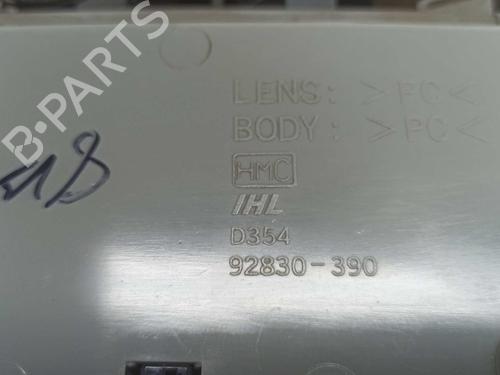 B-PARTS
LENS: >PC<
BODY: >PC<
HMC
IHL
D354
92830-390